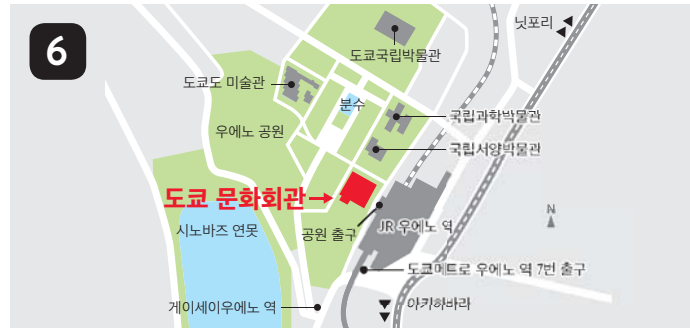 6
닛포리
도쿄국립박물관
도쿄도 미술관
분수
국립과학박물관
우에노 공원
국립서양박물관
도쿄 문화회관
N
시노바즈 연못
공원 출구
JR 우에노 역
도쿄메트로 우에노 역 7번 출구
게이세이우에노 역
아키하바라